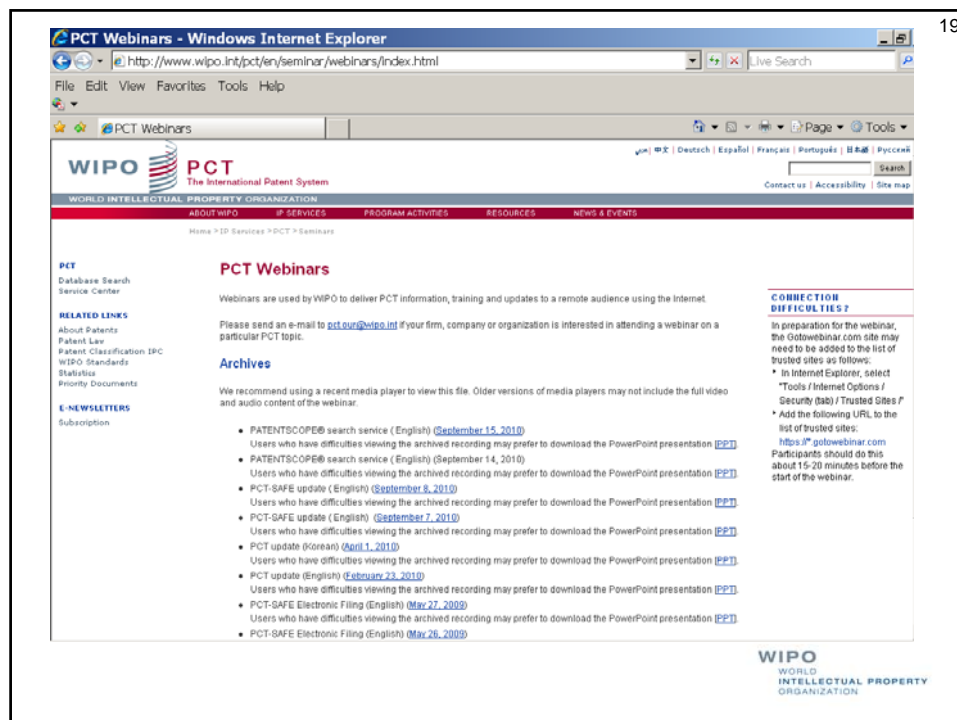 19
PCT Webinars - Windows Internet Explorer
http://www.wipo.int/pct/en/seminar/webinars/index.html
Live Search
File Edit View Favorites Tools Help
PCT Webinars
Page Tools
中文 | Deutsch | Español | Français | Português | 日本語 | Русский
WIPO
PCT
The International Patent System
Search
Contact us | Accessibility | Site map
WORLD INTELLECTUAL PROPERTY ORGANIZATION
ABOUT WIPO IP SERVICES PROGRAM ACTIVITIES RESOURCES NEWS & EVENTS
Home > IP Services > PCT > Seminars
PCT
Database Search
Service Center
RELATED LINKS
About Patents
Patent Law
Patent Classification IPC
WIPO Standards
Statistics
Priority Documents
E-NEWSLETTERS
Subscription
PCT Webinars
Webinars are used by WIPO to deliver PCT information, training and updates to a remote audience using the Internet.
Please send an e-mail to pct.our@wipo.int if your firm, company or organization is interested in attending a webinar on a
particular PCT topic.
Archives
We recommend using a recent media player to view this file. Older versions of media players may not include the full video
and audio content of the webinar.
• PATENTSCOPE® search service ( English) (September 15, 2010)
Users who have difficulties viewing the archived recording may prefer to download the PowerPoint presentation [PPT].
• PATENTSCOPE® search service ( English) (September 14, 2010)
Users who have difficulties viewing the archived recording may prefer to download the PowerPoint presentation [PPT].
• PCT-SAFE update ( English) (September 8, 2010)
Users who have difficulties viewing the archived recording may prefer to download the PowerPoint presentation [PPT].
• PCT-SAFE update ( English) (September 7, 2010)
Users who have difficulties viewing the archived recording may prefer to download the PowerPoint presentation [PPT].
• PCT update (Korean) (April 1, 2010)
Users who have difficulties viewing the archived recording may prefer to download the PowerPoint presentation [PPT].
• PCT update (English) (February 23, 2010)
Users who have difficulties viewing the archived recording may prefer to download the PowerPoint presentation [PPT].
• PCT-SAFE Electronic Filing (English) (May 27, 2009)
Users who have difficulties viewing the archived recording may prefer to download the PowerPoint presentation [PPT].
• PCT-SAFE Electronic Filing (English) (May 26, 2009)
CONNECTION
DIFFICULTIES?
In preparation for the webinar,
the Gotowebinar.com site may
need to be added to the list of
trusted sites as follows:
* In Internet Explorer, select
"Tools / Internet Options /
Security (tab) / Trusted Sites /"
* Add the following URL to the
list of trusted sites:
https://*.gotowebinar.com
Participants should do this
about 15-20 minutes before the
start of the webinar.
WIPO
WORLD
INTELLECTUAL PROPERTY
ORGANIZATION